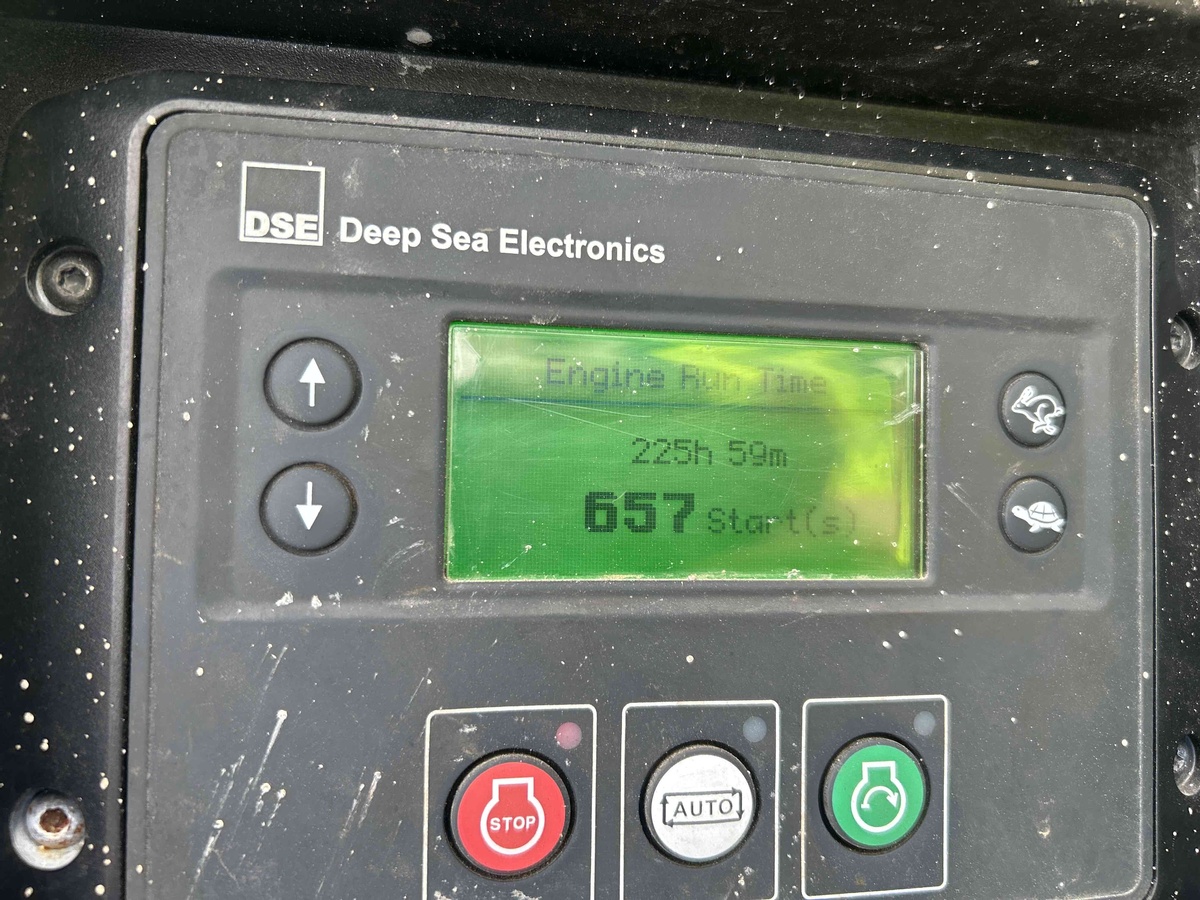 DSE Deep Sea Electronics
Engine Run Time
225h 59m
657 Start(s)
STOP
AUTO